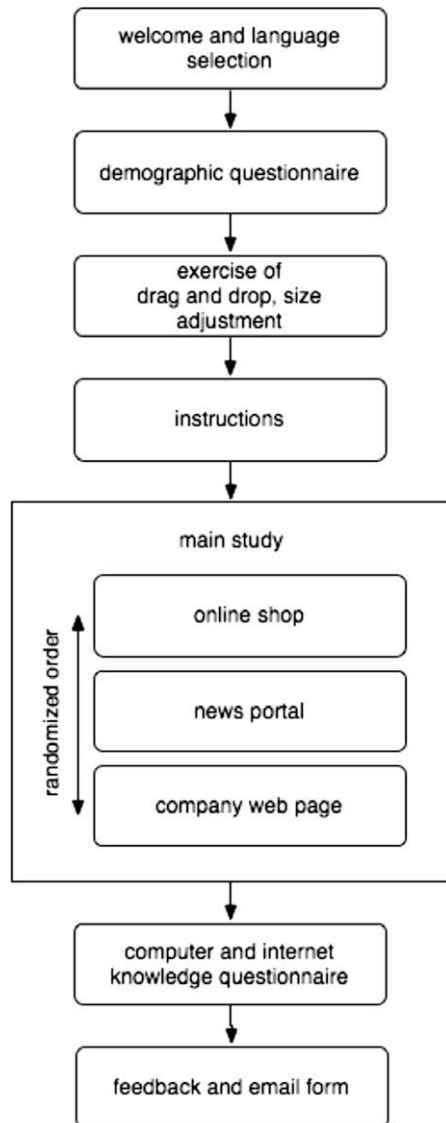 welcome and language
selection
demographic questionnaire
exercise of
drag and drop, size
adjustment
instructions
main study
randomized order
online shop
news portal
company web page
computer and internet
knowledge questionnaire
feedback and email form